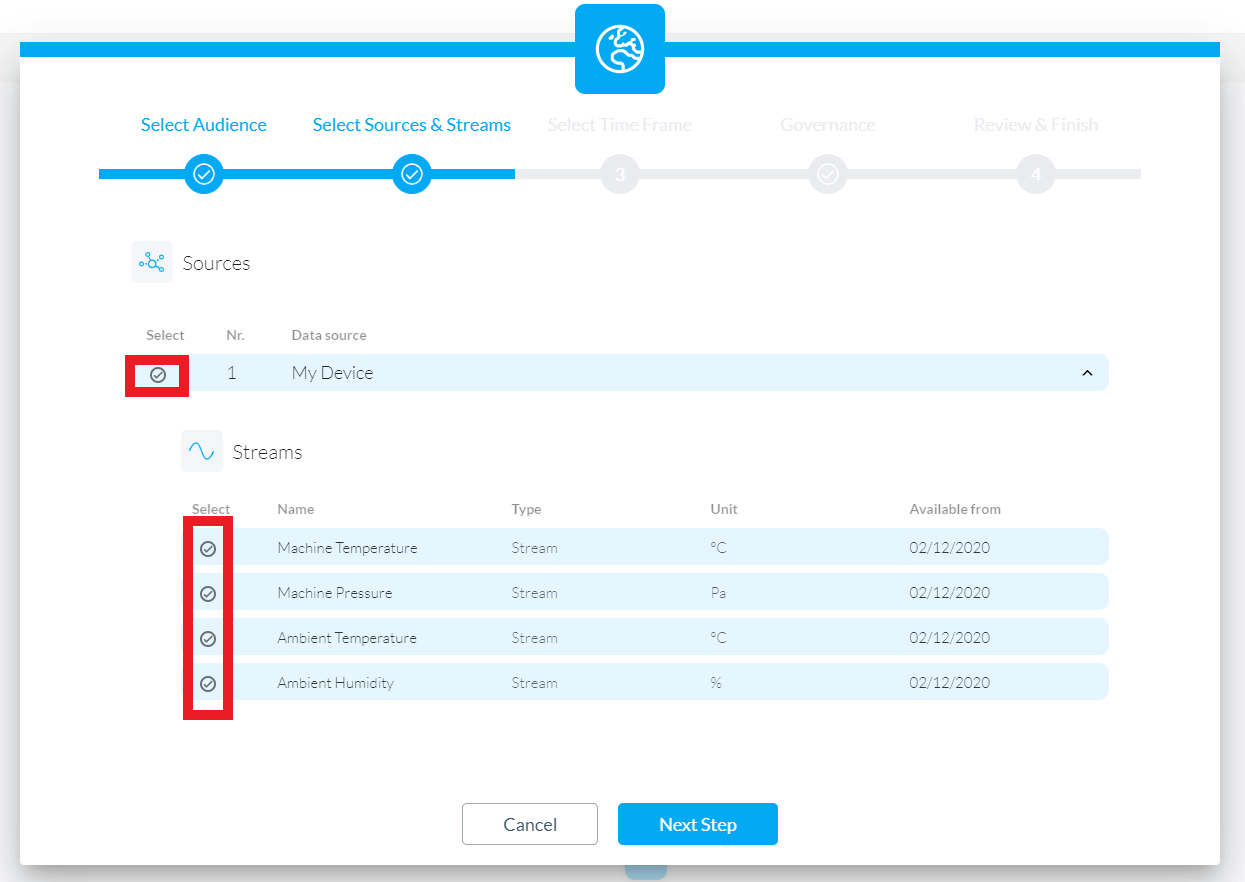 Select Audience Select Sources & Streams Select Time Frame Governance Review & Finish
3 4
Sources
Select Nr. Data source
1 My Device
Streams
Select Name Type Unit Available from
Machine Temperature Stream °C 02/12/2020
Machine Pressure Stream Pa 02/12/2020
Ambient Temperature Stream °C 02/12/2020
Ambient Humidity Stream % 02/12/2020
Cancel Next Step